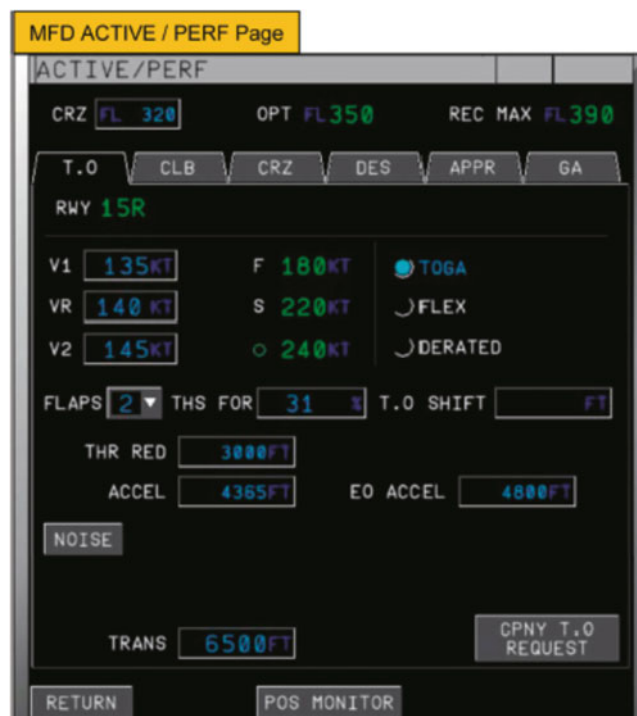 MFD ACTIVE / PERF Page
ACTIVE/PERF
CRZ FL 320 OPT FL350 REC MAX FL390
T.O CLB CRZ DES APPR GA
RWY 15R
V1 135KT F 180KT TOGA
VR 140 KT S 220KT FLEX
V2 145KT O 240KT DERATED
FLAPS 2 THS FOR 31 % T.O SHIFT FT
THR RED 3000FT
ACCEL 4365FT EO ACCEL 4800FT
NOISE
TRANS 6500FT
CPNY T.O
REQUEST
RETURN POS MONITOR